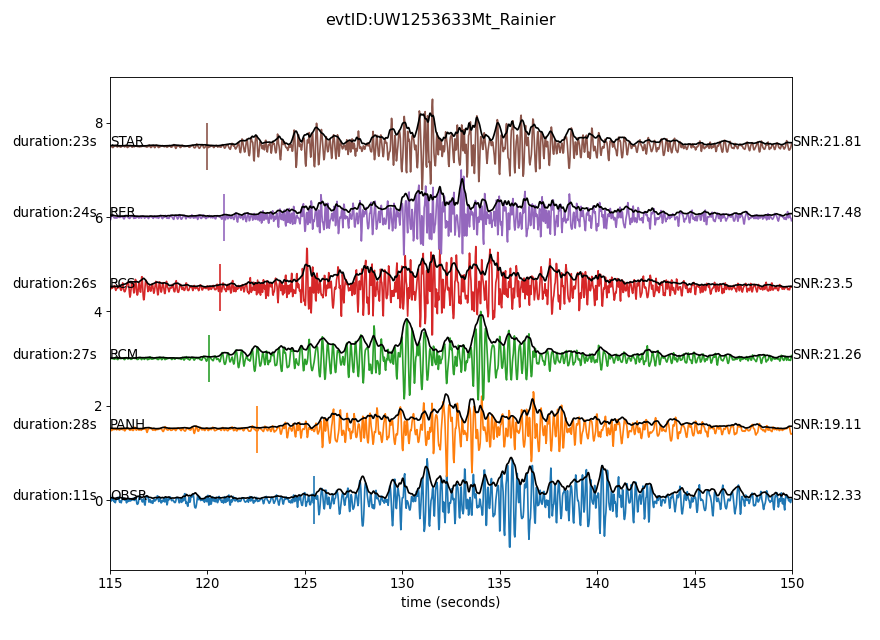 evtID:UW1253633Mt_Rainier
8
duration:23s STAR SNR:21.81
duration:24s RER SNR:17.48
6
duration:26s SNR:23.5
4
duration:27s RCM SNR:21.26
2
duration:28s PANH SNR:19.11
duration:11s OBSR SNR:12.33
0
115 120 125 130 135 140 145 150
time (seconds)